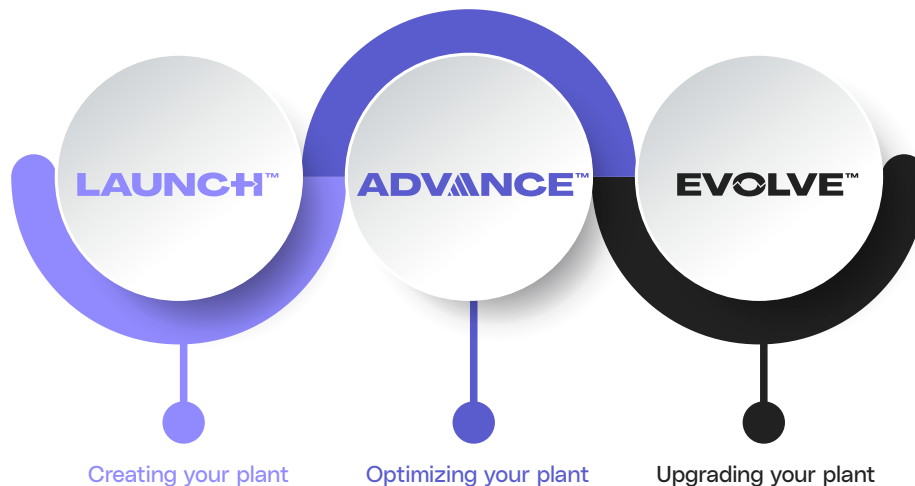 LAUNCH™
ADVANCE™
EVOLVE™
Creating your plant
Optimizing your plant
Upgrading your plant